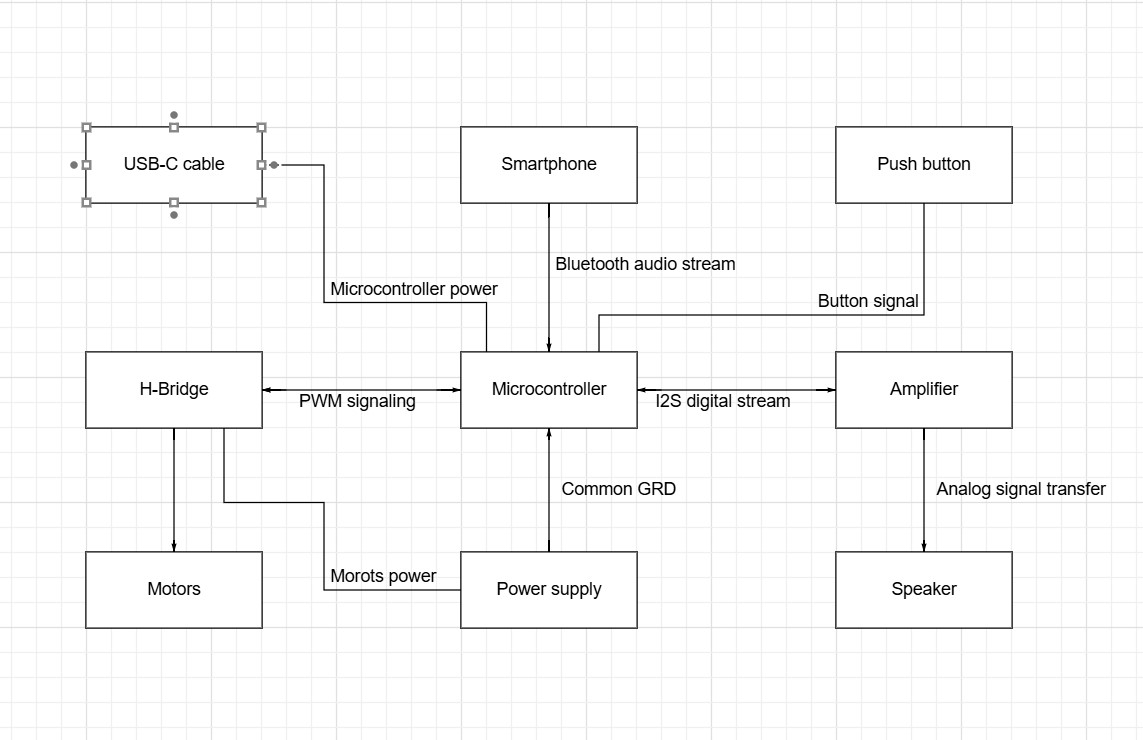 USB-C cable
Smartphone
Push button
Bluetooth audio stream
Microcontroller power
Button signal
H-Bridge
Microcontroller
Amplifier
PWM signaling
I2S digital stream
Common GRD
Analog signal transfer
Morots power
Motors
Power supply
Speaker